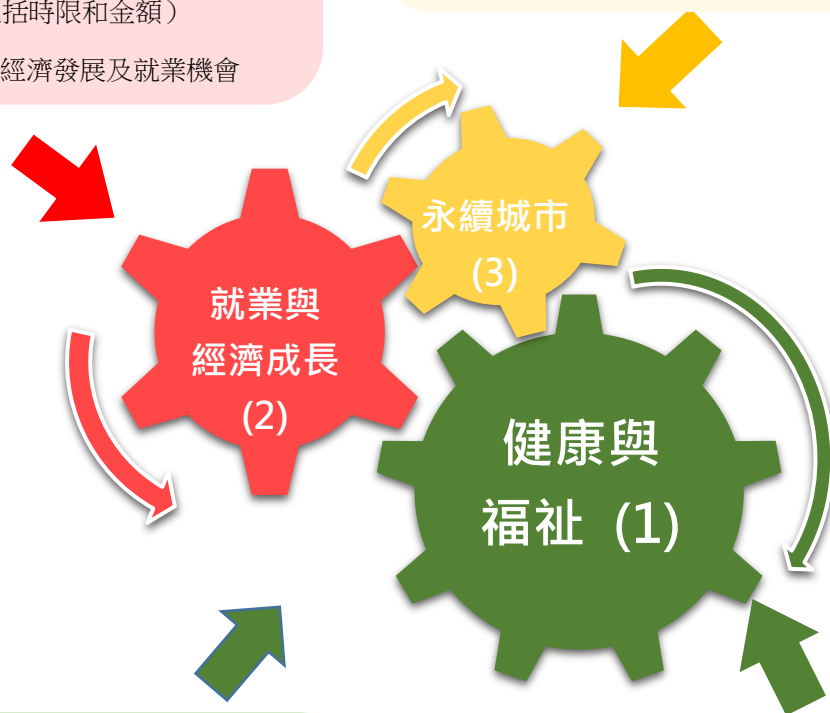 括時限和金額）
經濟發展及就業機會
永續城市
(3)
就業與
經濟成長
(2)
健康與
福祉 (1)